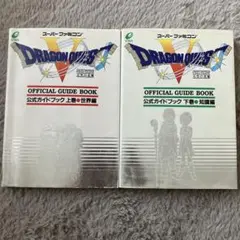 スーパーファミコン
DRAGON QUEST V
OFFICIAL GUIDE BOOK
公式ガイドブック 上巻●世界編
スーパーファミコン
DRAGON QUEST V
OFFICIAL GUIDE BOOK
公式ガイドブック 下巻●知識編